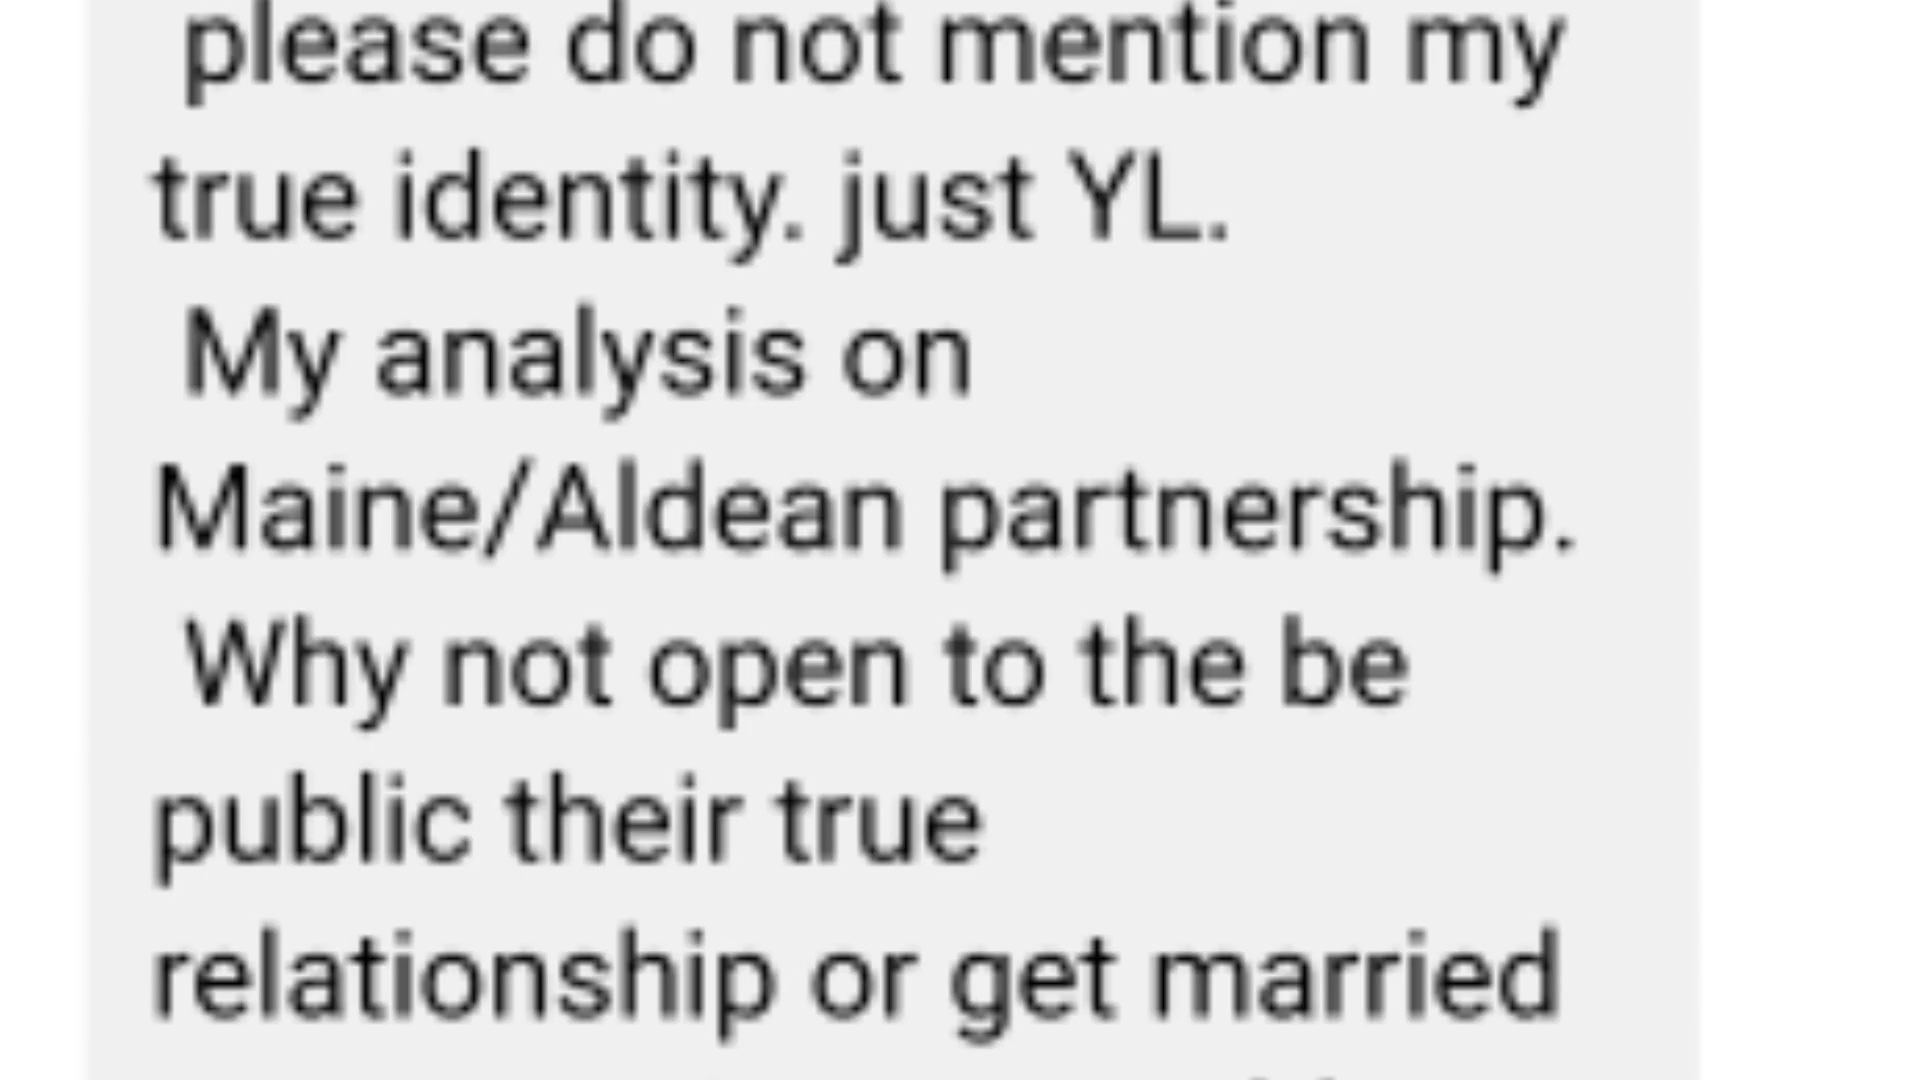 please do not mention my
true identity. just YL.
My analysis on
Maine/Aldean partnership.
Why not open to the be
public their true
relationship or get married